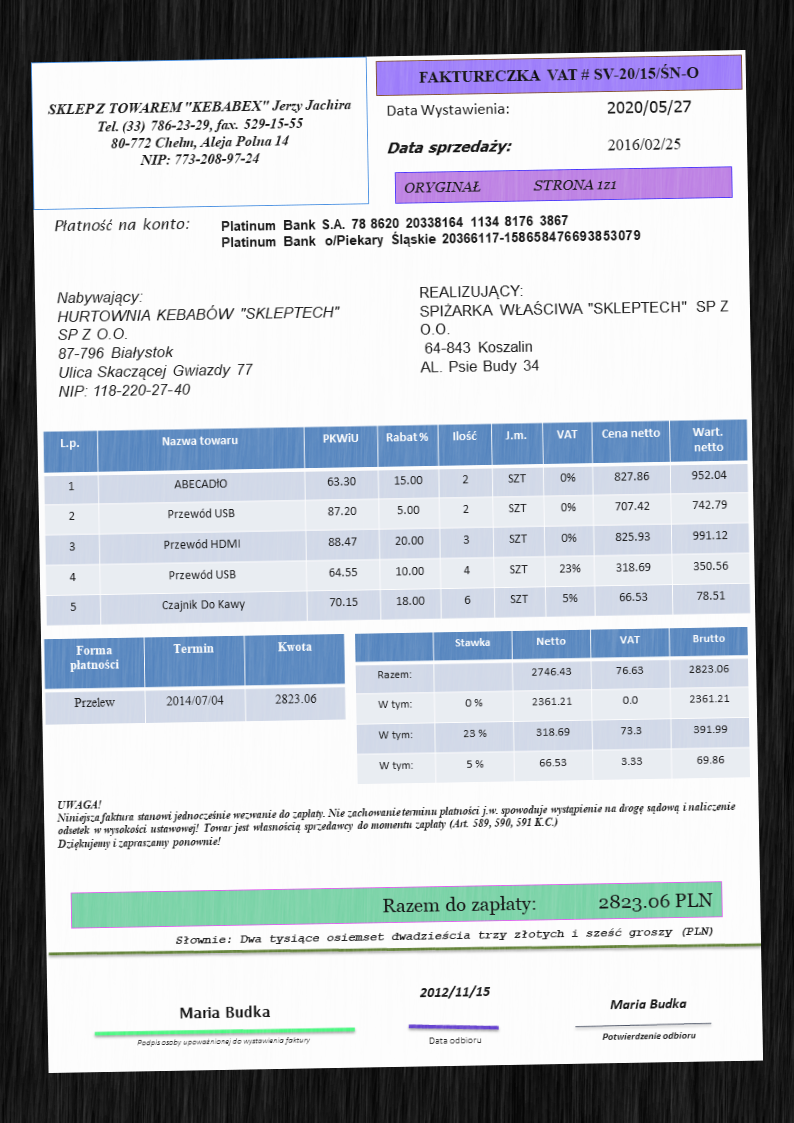 SKLEP Z TOWAREM "KEBABEX" Jerzy Jachira
Tel. (33) 786-23-29, fax. 529-15-55
80-772 Chełm, Aleja Polna 14
NIP: 773-208-97-24
FAKTURECZKA VAT # SV-20/15/ŚN-O
Data Wystawienia: 2020/05/27
Data sprzedaży: 2016/02/25
ORYGINAŁ STRONA 1z1
Płatność na konto: Platinum Bank S.A. 78 8620 20338164 1134 8176 3867
Platinum Bank o/Piekary Śląskie 20366117-158658476693853079
Nabywający:
HURTOWNIA KEBABÓW "SKLEPTECH"
SP Z O.O.
87-796 Białystok
Ulica Skaczącej Gwiazdy 77
NIP: 118-220-27-40
REALIZUJĄCY:
SPIŻARKA WŁAŚCIWA "SKLEPTECH" SP Z
O.O.
64-843 Koszalin
AL. Psie Budy 34
L.p. Nazwa towaru PKWiU Rabat % Ilość J.m. VAT Cena netto Wart. netto
1 ABECADłO 63.30 15.00 2 SZT 0% 827.86 952.04
2 Przewód USB 87.20 5.00 2 SZT 0% 707.42 742.79
3 Przewód HDMI 88.47 20.00 3 SZT 0% 825.93 991.12
4 Przewód USB 64.55 10.00 4 SZT 23% 318.69 350.56
5 Czajnik Do Kawy 70.15 18.00 6 SZT 5% 66.53 78.51
Forma płatności Termin Kwota
Przelew 2014/07/04 2823.06
Stawka Netto VAT Brutto
Razem: 2746.43 76.63 2823.06
W tym: 0 % 2361.21 0.0 2361.21
W tym: 23 % 318.69 73.3 391.99
W tym: 5 % 66.53 3.33 69.86
UWAGA!
Niniejsza faktura stanowi jednocześnie wezwanie do zapłaty. Nie zachowanie terminu płatności j.w. spowoduje wystąpienie na drogę sądową i naliczenie
odsetek w wysokości ustawowej! Towar jest własnością sprzedawcy do momentu zapłaty (Art. 589, 590, 591 K.C.)
Dziękujemy i zapraszamy ponownie!
Razem do zapłaty: 2823.06 PLN
Słownie: Dwa tysiące osiemset dwadzieścia trzy złotych i sześć groszy (PLN)
Maria Budka
Podpis osoby upoważnionej do wystawienia faktury
2012/11/15
Data odbioru
Maria Budka
Potwierdzenie odbioru